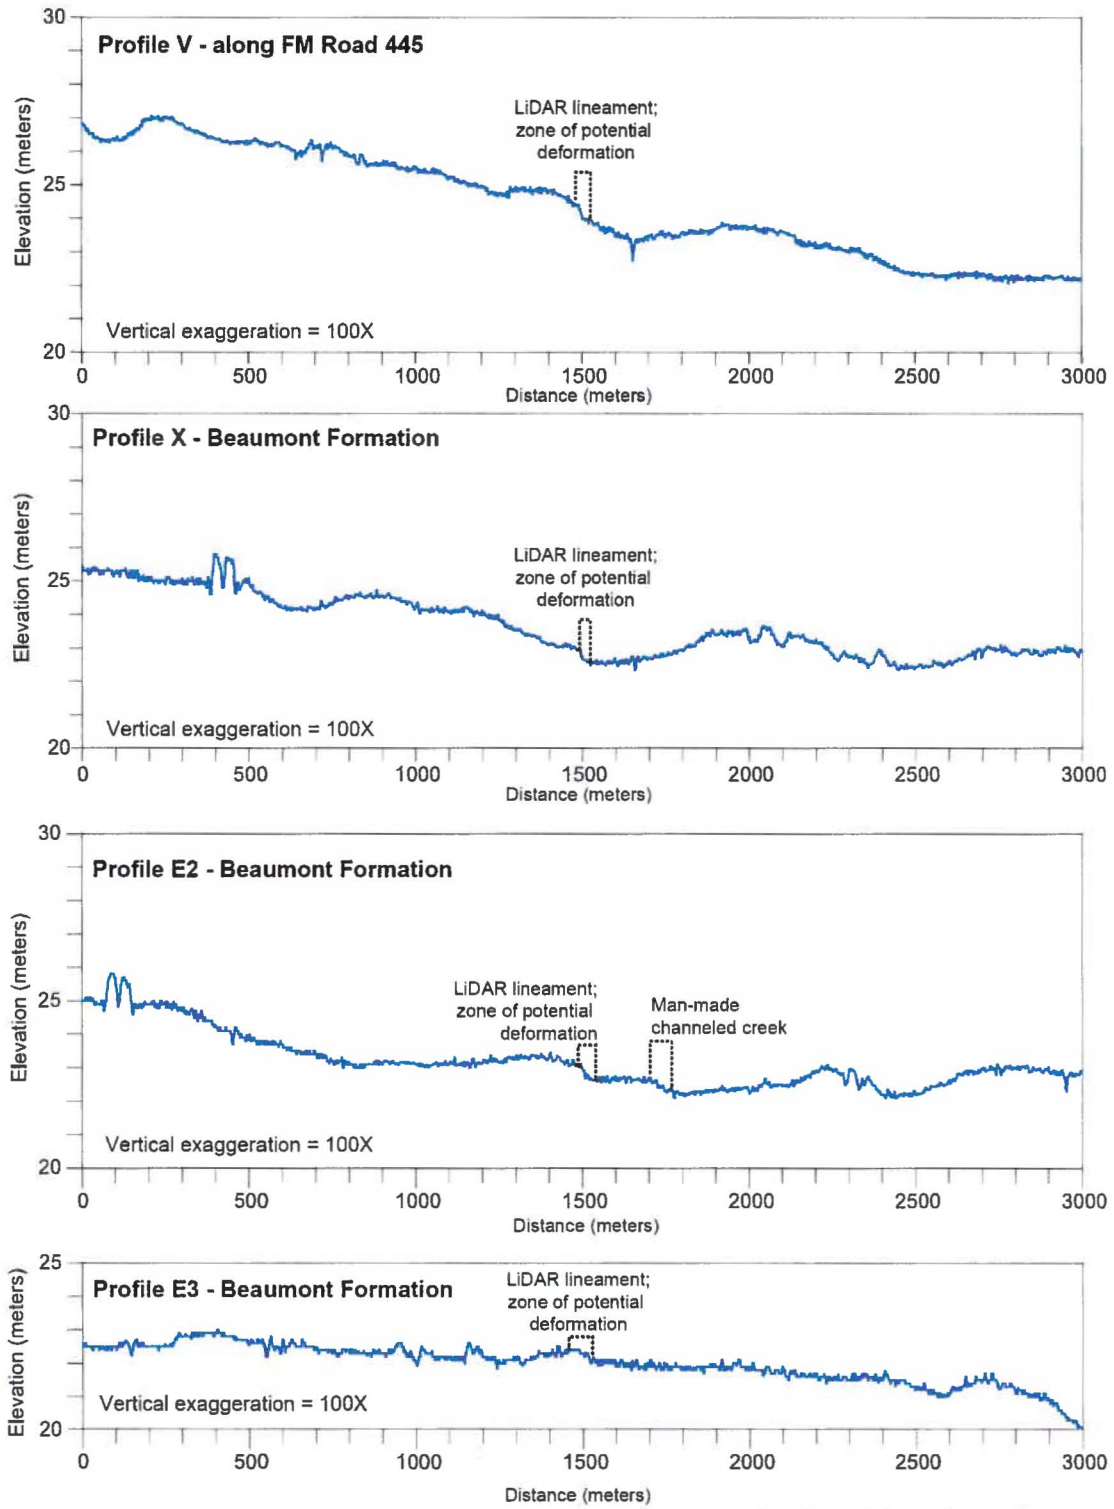 30
Profile V - along FM Road 445
LiDAR lineament;
zone of potential
deformation
25
Elevation (meters)
Vertical exaggeration = 100X
20
0 500 1000 1500 2000 2500 3000
Distance (meters)
30
Profile X - Beaumont Formation
LiDAR lineament;
zone of potential
deformation
25
Elevation (meters)
Vertical exaggeration = 100X
20
0 500 1000 1500 2000 2500 3000
Distance (meters)
30
Profile E2 - Beaumont Formation
LiDAR lineament;
zone of potential
deformation
Man-made
channeled creek
25
Elevation (meters)
Vertical exaggeration = 100X
20
0 500 1000 1500 2000 2500 3000
Distance (meters)
25
Profile E3 - Beaumont Formation
LiDAR lineament;
zone of potential
deformation
Elevation (meters)
Vertical exaggeration = 100X
20
0 500 1000 1500 2000 2500 3000
Distance (meters)